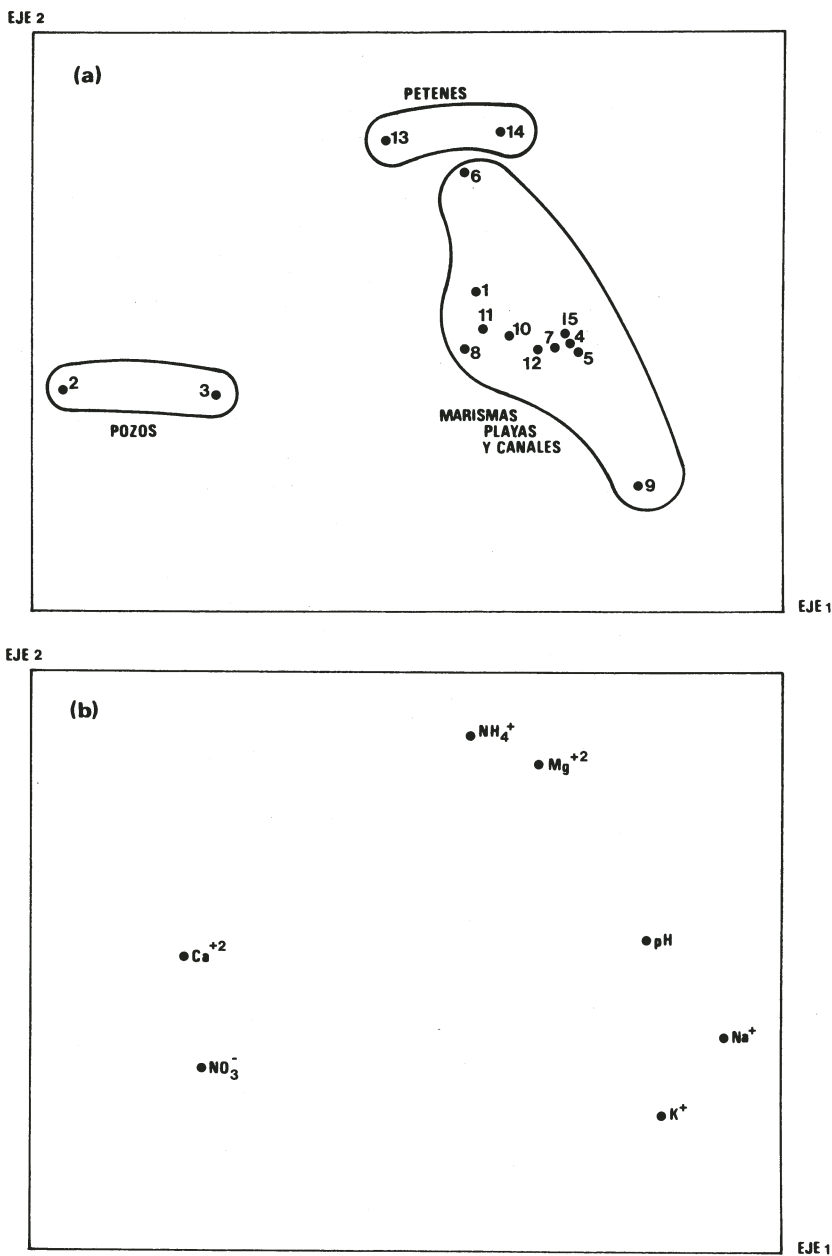 EJE 2
(a)
PETENES
13
14
6
1
11
10
15
7
4
8
12
5
2
3
POZOS
MARISMAS
PLAYAS
Y CANALES
9
EJE 1
EJE 2
(b)
NH₄⁺
Mg⁺²
Ca⁺²
pH
Na⁺
NO₃⁻
K⁺
EJE 1